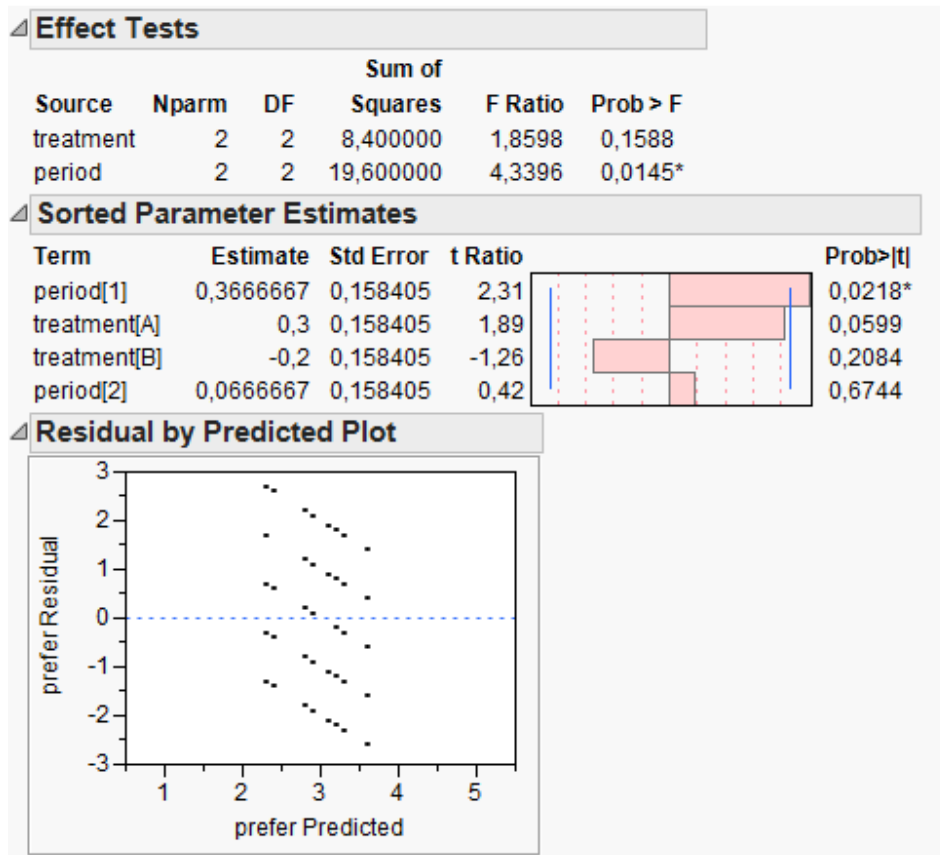 Effect Tests
Sum of
Source Nparm DF Squares F Ratio Prob > F
treatment 2 2 8,400000 1,8598 0,1588
period 2 2 19,600000 4,3396 0,0145*
Sorted Parameter Estimates
Term Estimate Std Error t Ratio Prob>|t|
period[1] 0,3666667 0,158405 2,31 0,0218*
treatment[A] 0,3 0,158405 1,89 0,0599
treatment[B] -0,2 0,158405 -1,26 0,2084
period[2] 0,0666667 0,158405 0,42 0,6744
Residual by Predicted Plot
prefer Residual
3
2
1
0
-1
-2
-3
1 2 3 4 5
prefer Predicted